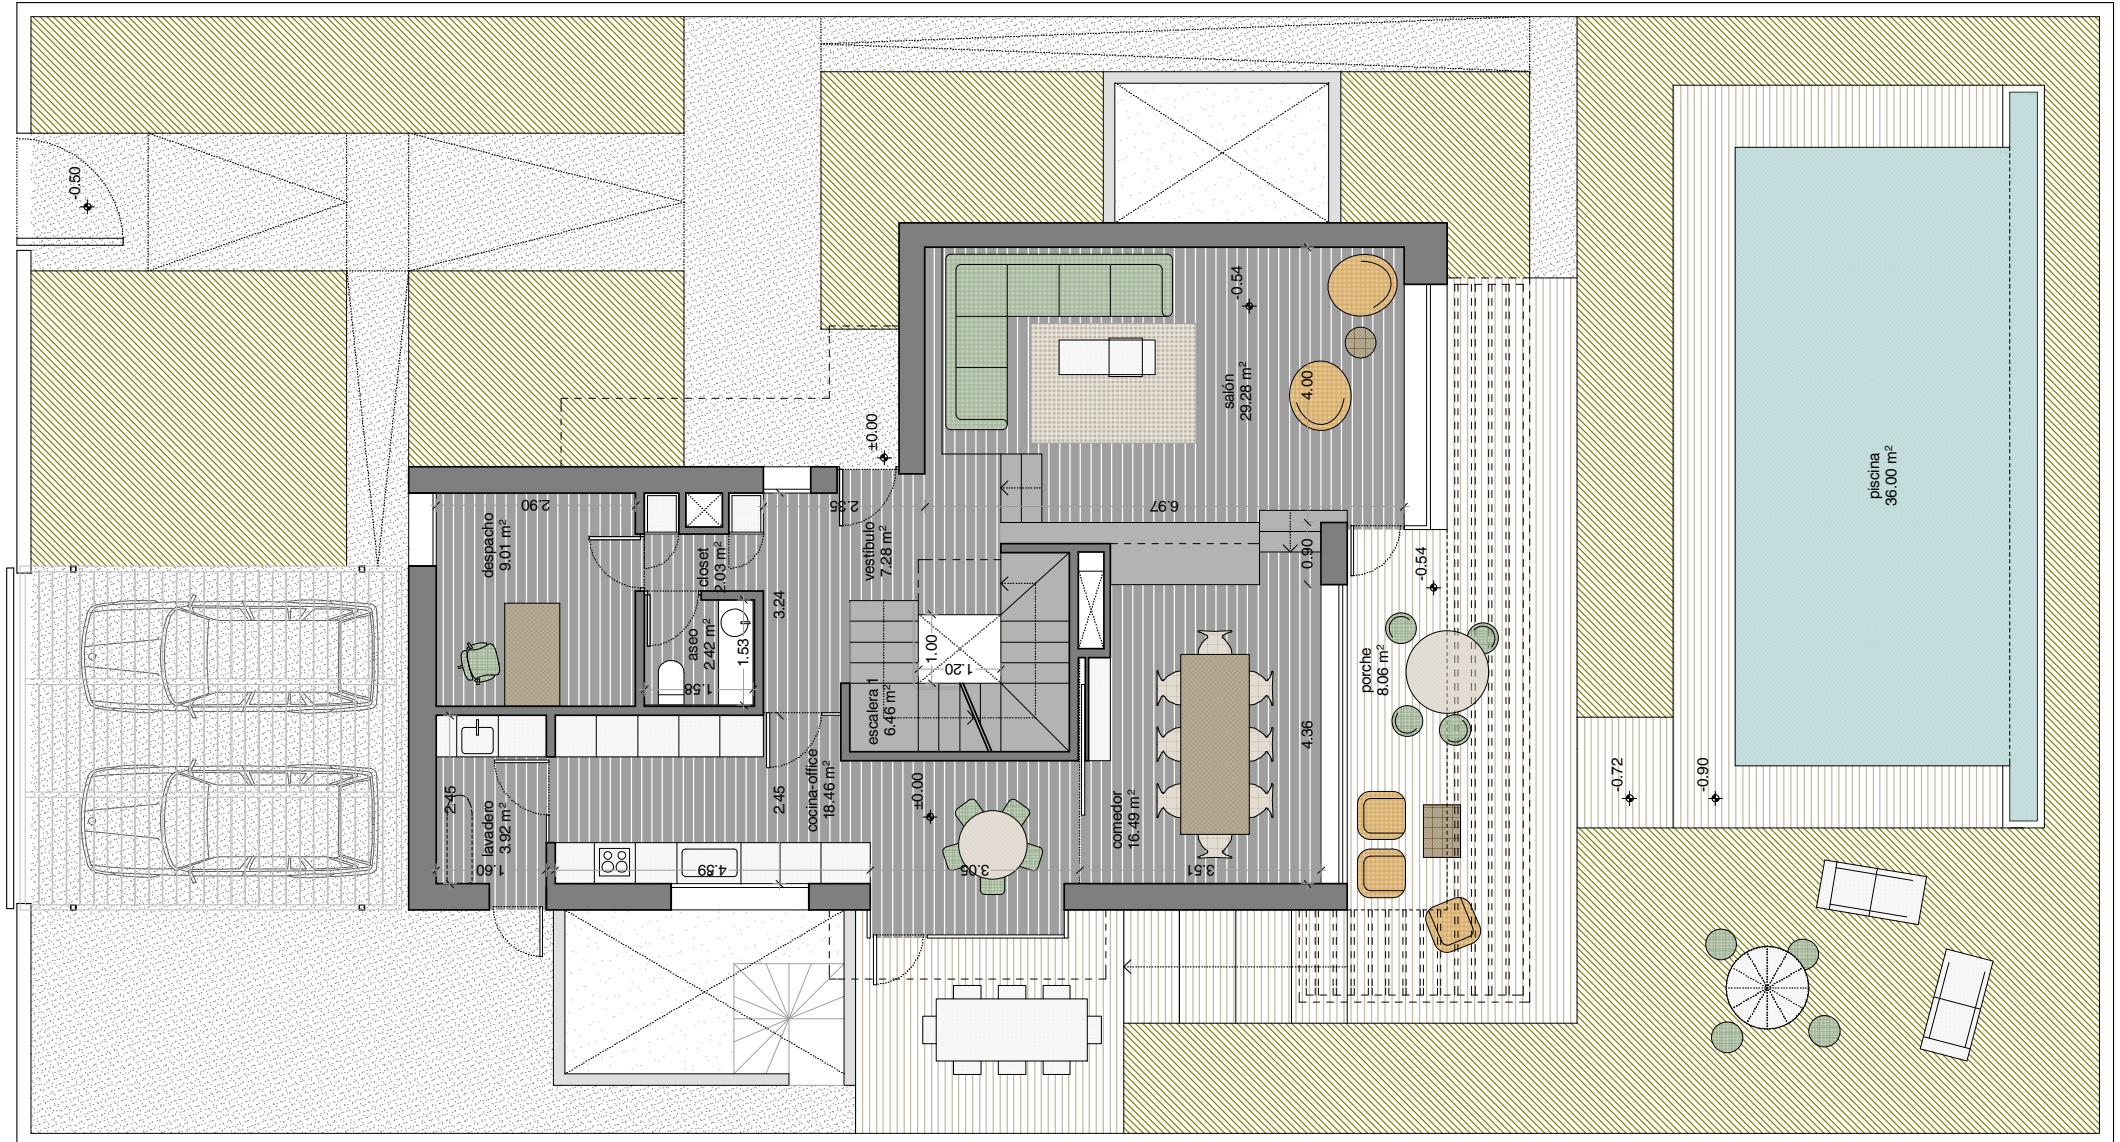 -0.50
despacho
9.01 m²
2.90
closet
2.03 m²
aseo
2.42 m²
1.53
1.58
3.24
2.35
vestíbulo
7.28 m²
±0.00
escalera 1
6.46 m²
1.00
1.20
salón
29.28 m²
-0.54
4.00
6.97
0.90
lavadero
3.92 m²
2.45
1.60
cocina-office
18.46 m²
2.45
4.59
±0.00
3.05
comedor
16.49 m²
3.51
4.36
porche
8.06 m²
-0.54
-0.72
-0.90
piscina
36.00 m²